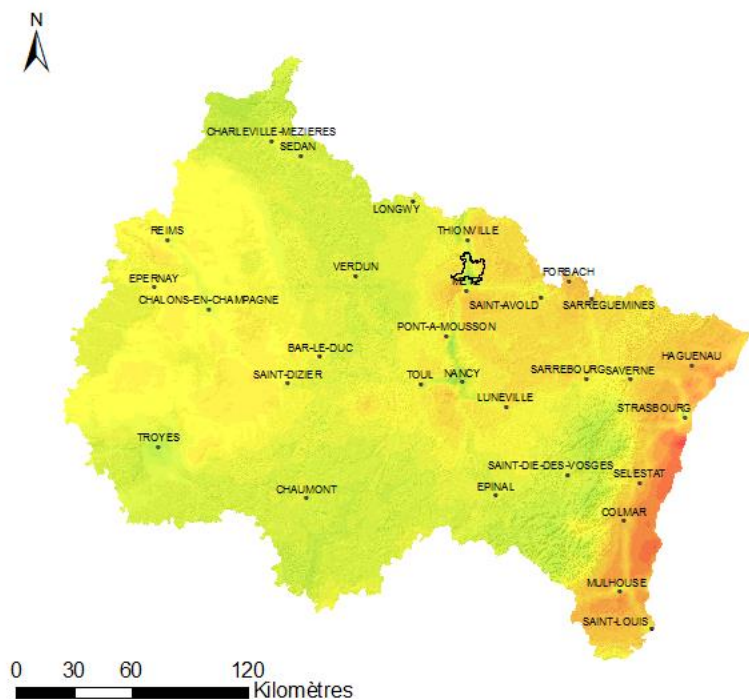 N
CHARLEVILLE-MEZIERES
SEDAN
LONGWY
REIMS
THIONVILLE
VERDUN
FORBACH
EPERNAY
METZ
CHALONS-EN-CHAMPAGNE
SAINT-AVOLD
SARREGUEMINES
PONT-A-MOUSSON
BAR-LE-DUC
HAGUENAU
SAINT-DIZIER
TOUL
NANCY
SARREBOURG
SAVERNE
LUNEVILLE
STRASBOURG
TROYES
SAINT-DIE-DES-VOSGES
SELESTAT
CHAUMONT
EPINAL
COLMAR
MULHOUSE
SAINT-LOUIS
0 30 60 120
Kilomètres